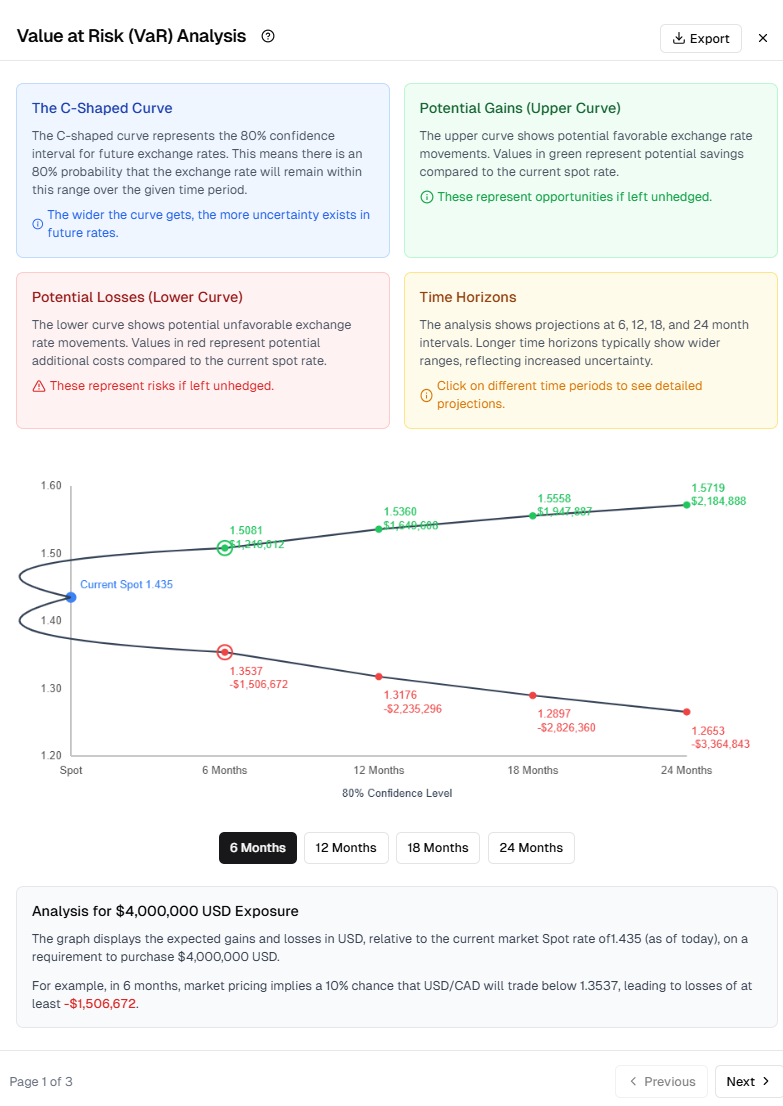 Value at Risk (VaR) Analysis
Export
The C-Shaped Curve
The C-shaped curve represents the 80% confidence
interval for future exchange rates. This means there is an
80% probability that the exchange rate will remain within
this range over the given time period.
The wider the curve gets, the more uncertainty exists in
future rates.
Potential Gains (Upper Curve)
The upper curve shows potential favorable exchange rate
movements. Values in green represent potential savings
compared to the current spot rate.
These represent opportunities if left unhedged.
Potential Losses (Lower Curve)
The lower curve shows potential unfavorable exchange
rate movements. Values in red represent potential
additional costs compared to the current spot rate.
These represent risks if left unhedged.
Time Horizons
The analysis shows projections at 6, 12, 18, and 24 month
intervals. Longer time horizons typically show wider
ranges, reflecting increased uncertainty.
Click on different time periods to see detailed
projections.
1.60
1.50
1.40
1.30
1.20
Current Spot 1.435
1.5081
1.5360
1.5558
1.5719
$2,184,888
1.3537
-$1,506,672
1.3176
-$2,235,296
1.2897
-$2,826,360
1.2653
-$3,364,843
Spot
6 Months
12 Months
18 Months
24 Months
80% Confidence Level
6 Months
12 Months
18 Months
24 Months
Analysis for $4,000,000 USD Exposure
The graph displays the expected gains and losses in USD, relative to the current market Spot rate of1.435 (as of today), on a
requirement to purchase $4,000,000 USD.
For example, in 6 months, market pricing implies a 10% chance that USD/CAD will trade below 1.3537, leading to losses of at
least -$1,506,672.
Page 1 of 3
Previous
Next